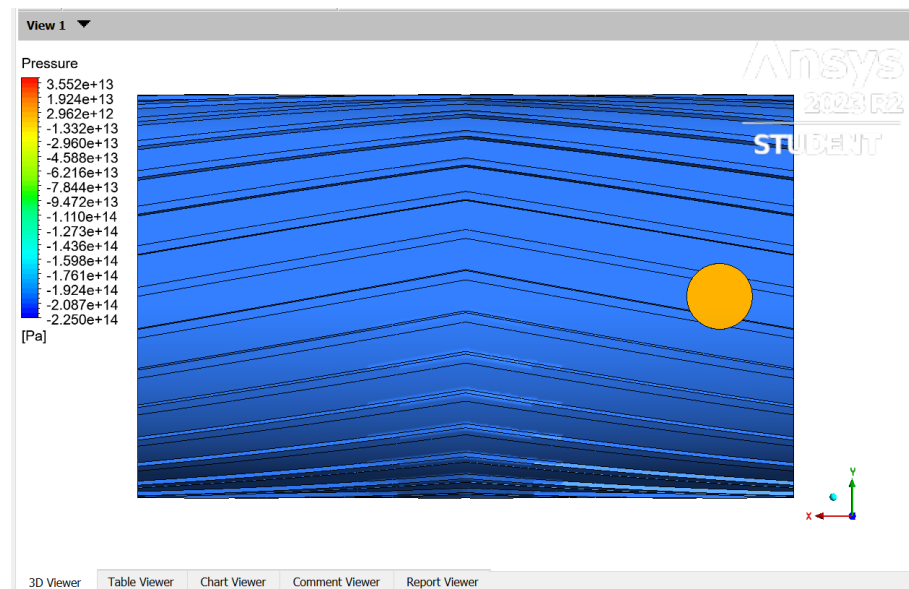 View 1
Ansys
2023 R2
STUDENT
Pressure
3.552e+13
1.924e+13
2.962e+12
-1.332e+13
-2.960e+13
-4.588e+13
-6.216e+13
-7.844e+13
-9.472e+13
-1.110e+14
-1.273e+14
-1.436e+14
-1.598e+14
-1.761e+14
-1.924e+14
-2.087e+14
-2.250e+14
[Pa]
Y
X
3D Viewer Table Viewer Chart Viewer Comment Viewer Report Viewer